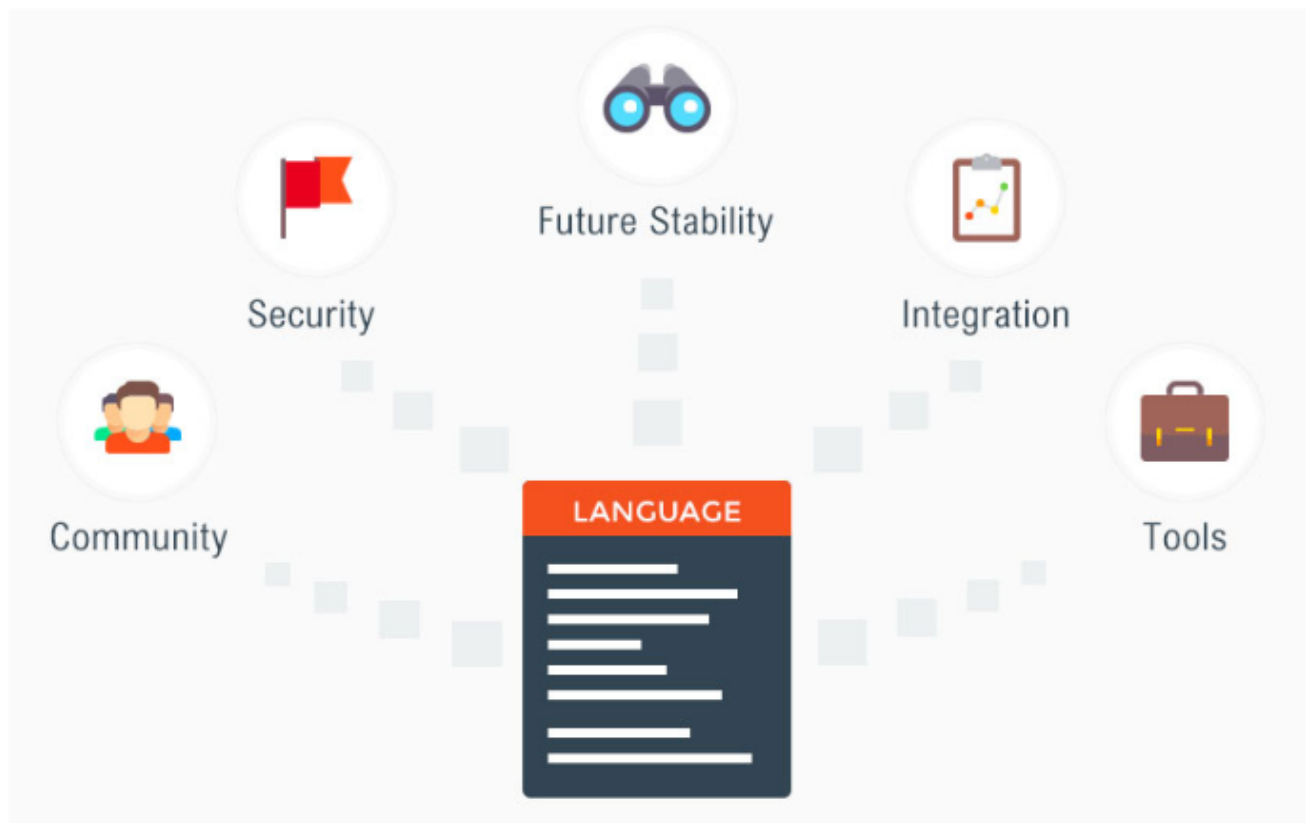 Future Stability
Security
Integration
Community
LANGUAGE
Tools